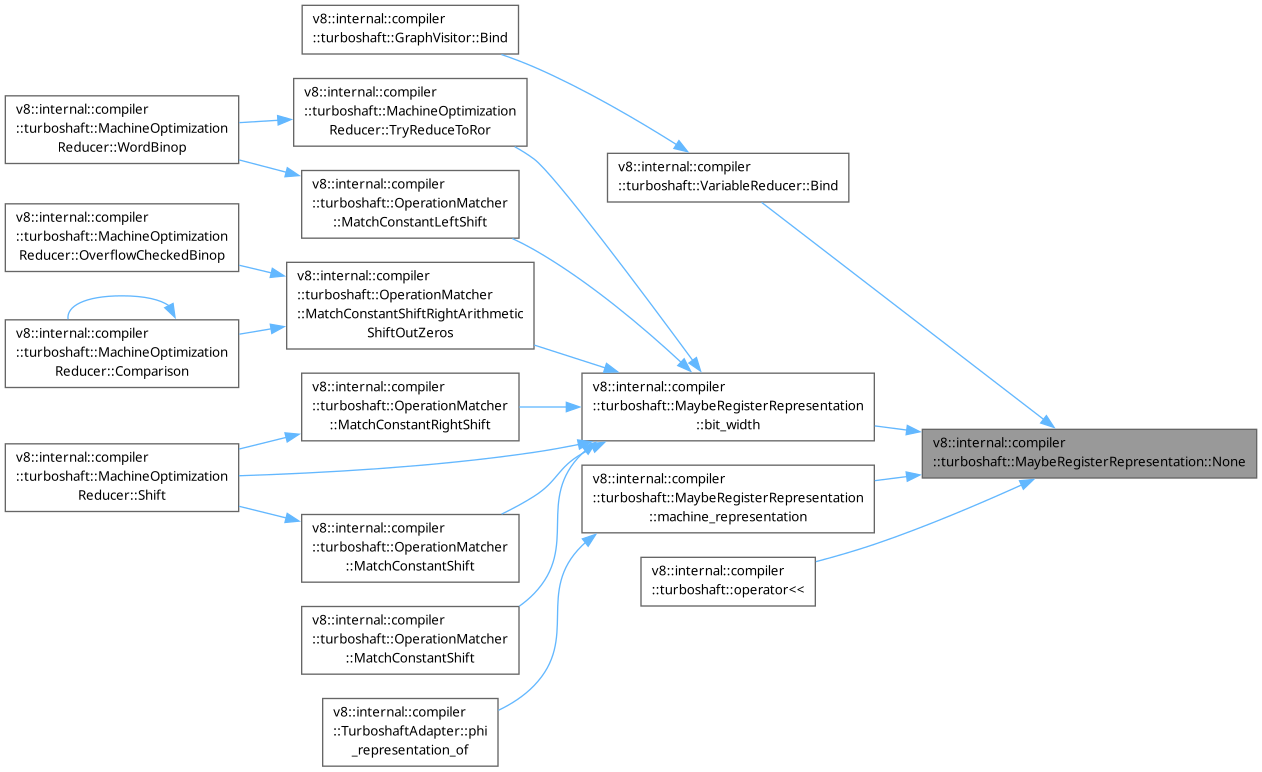 v8::internal::compiler
::turboshaft::GraphVisitor::Bind
v8::internal::compiler
::turboshaft::MachineOptimization
Reducer::TryReduceToRor
v8::internal::compiler
::turboshaft::MachineOptimization
Reducer::WordBinop
v8::internal::compiler
::turboshaft::VariableReducer::Bind
v8::internal::compiler
::turboshaft::OperationMatcher
::MatchConstantLeftShift
v8::internal::compiler
::turboshaft::MachineOptimization
Reducer::OverflowCheckedBinop
v8::internal::compiler
::turboshaft::OperationMatcher
::MatchConstantShiftRightArithmetic
ShiftOutZeros
v8::internal::compiler
::turboshaft::MachineOptimization
Reducer::Comparison
v8::internal::compiler
::turboshaft::OperationMatcher
::MatchConstantRightShift
v8::internal::compiler
::turboshaft::MaybeRegisterRepresentation
::bit_width
v8::internal::compiler
::turboshaft::MaybeRegisterRepresentation::None
v8::internal::compiler
::turboshaft::MachineOptimization
Reducer::Shift
v8::internal::compiler
::turboshaft::MaybeRegisterRepresentation
::machine_representation
v8::internal::compiler
::turboshaft::OperationMatcher
::MatchConstantShift
v8::internal::compiler
::turboshaft::operator<<
v8::internal::compiler
::turboshaft::OperationMatcher
::MatchConstantShift
v8::internal::compiler
::TurboshaftAdapter::phi
_representation_of